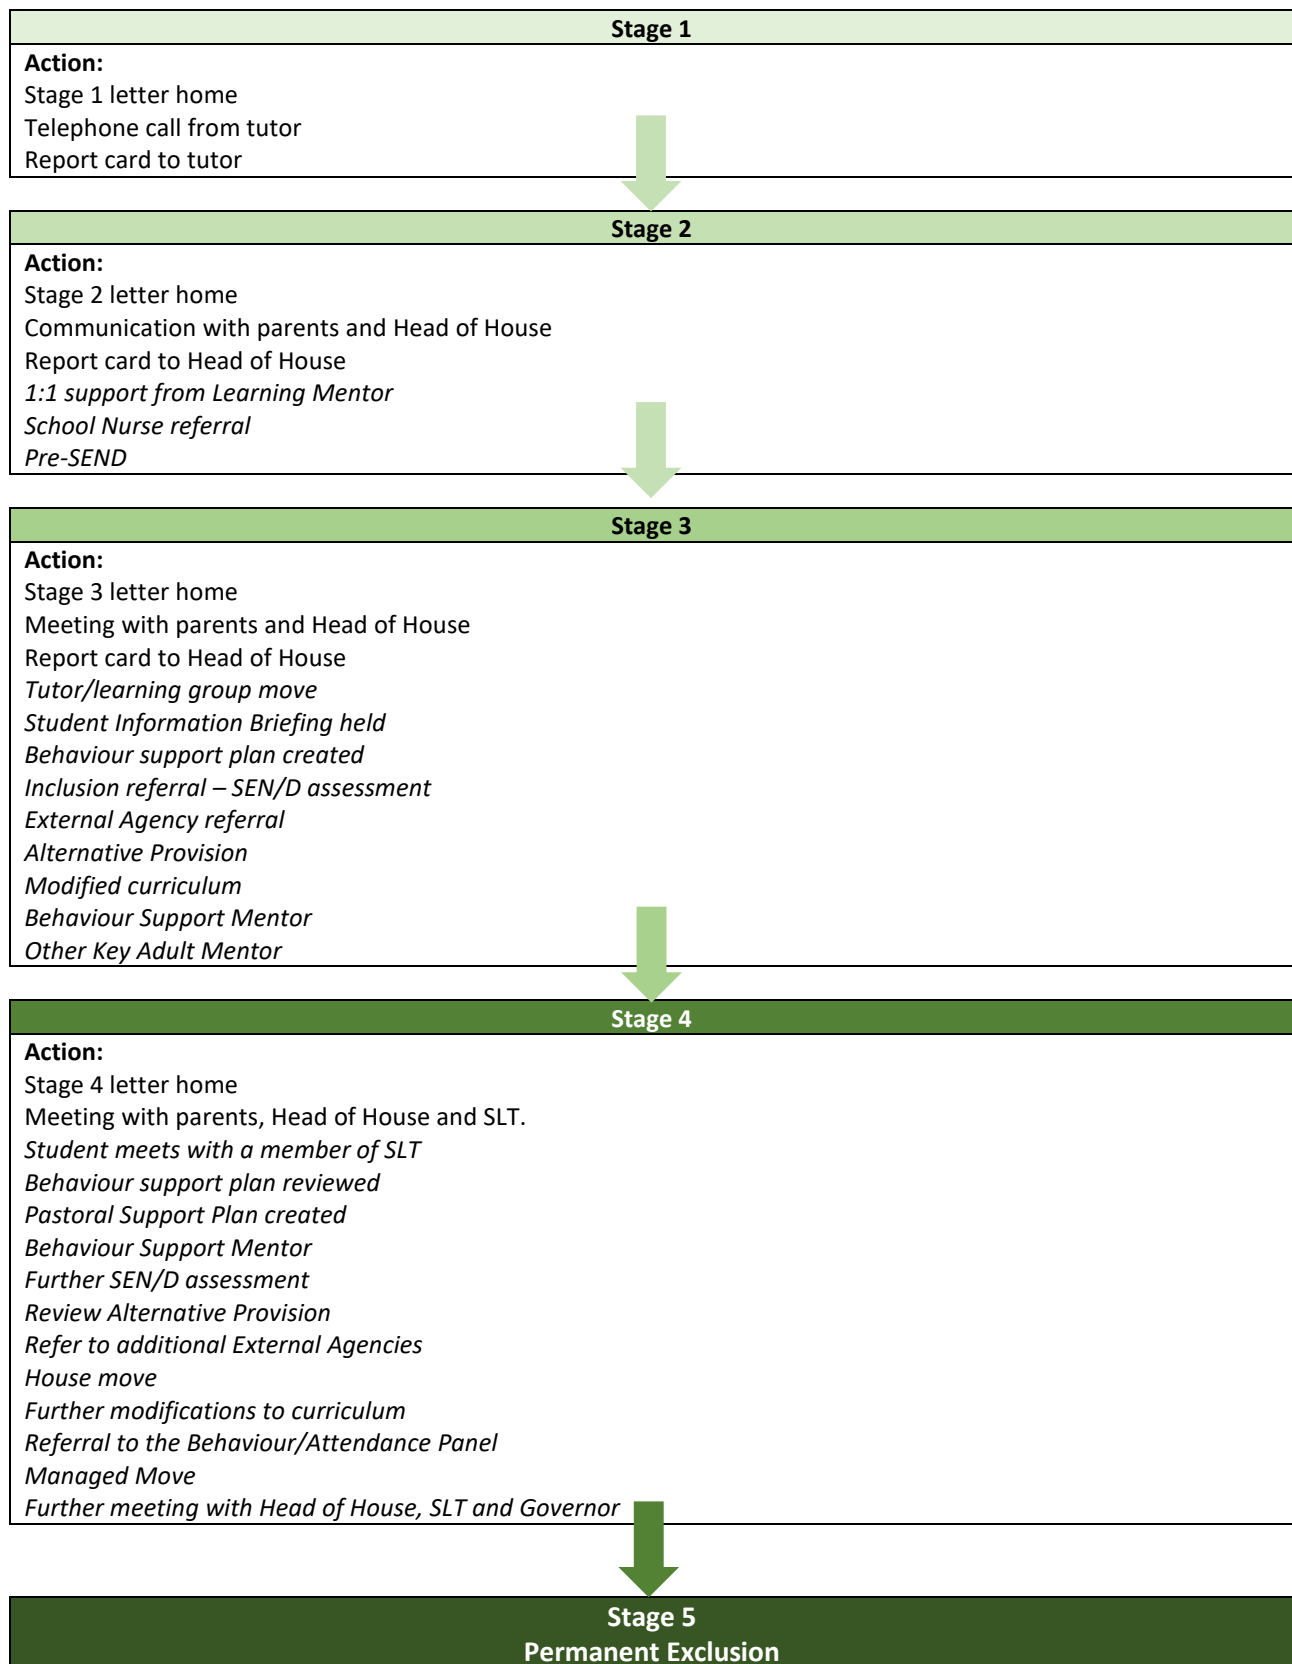 Stage 1
Action:
Stage 1 letter home
Telephone call from tutor
Report card to tutor
Stage 2
Action:
Stage 2 letter home
Communication with parents and Head of House
Report card to Head of House
1:1 support from Learning Mentor
School Nurse referral
Pre-SEND
Stage 3
Action:
Stage 3 letter home
Meeting with parents and Head of House
Report card to Head of House
Tutor/learning group move
Student Information Briefing held
Behaviour support plan created
Inclusion referral – SEN/D assessment
External Agency referral
Alternative Provision
Modified curriculum
Behaviour Support Mentor
Other Key Adult Mentor
Stage 4
Action:
Stage 4 letter home
Meeting with parents, Head of House and SLT.
Student meets with a member of SLT
Behaviour support plan reviewed
Pastoral Support Plan created
Behaviour Support Mentor
Further SEN/D assessment
Review Alternative Provision
Refer to additional External Agencies
House move
Further modifications to curriculum
Referral to the Behaviour/Attendance Panel
Managed Move
Further meeting with Head of House, SLT and Governor
Stage 5
Permanent Exclusion